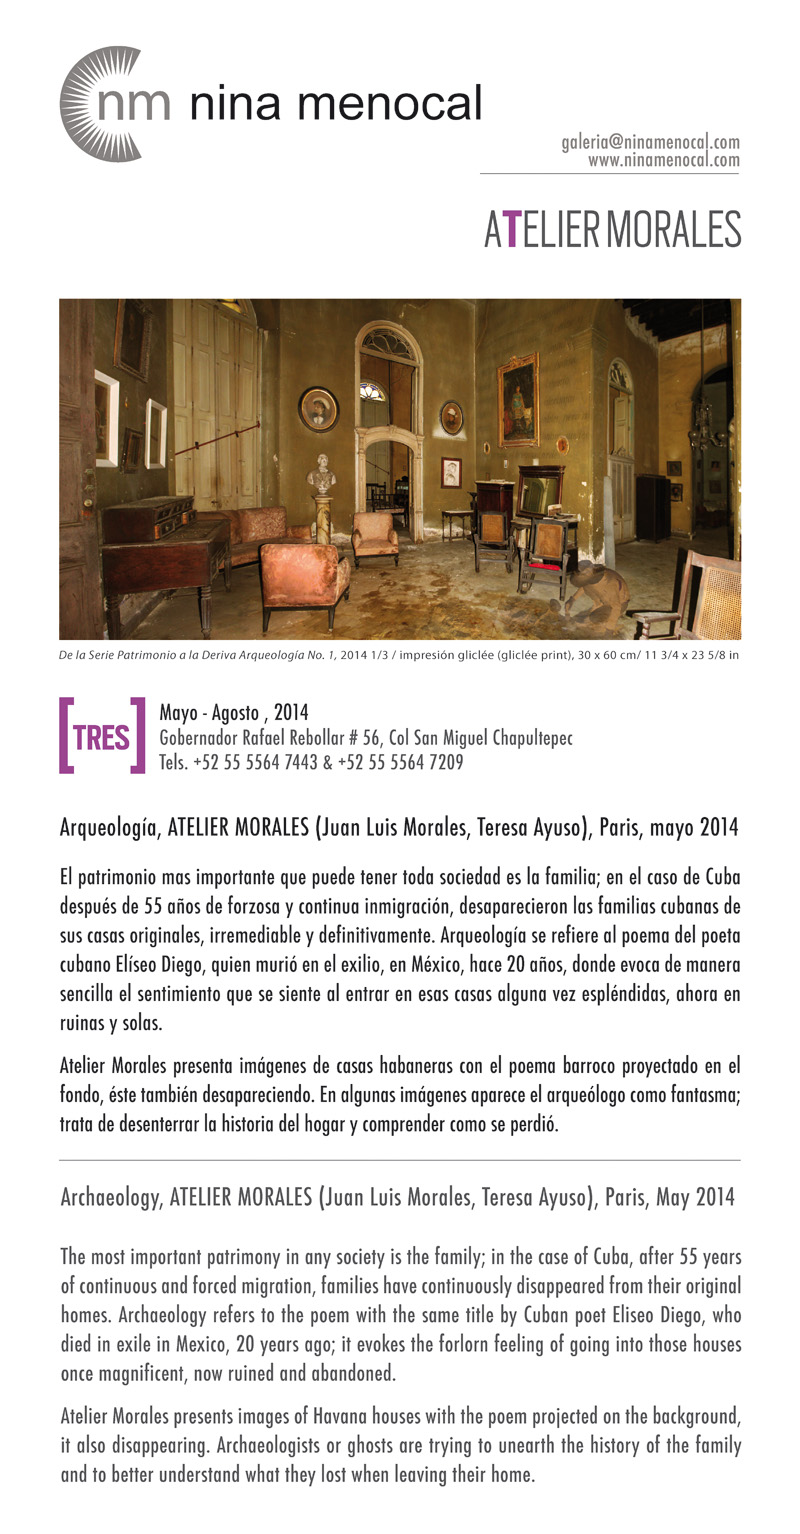 nm nina menocal
galeria@ninamenocal.com
www.ninamenocal.com
ATELIER MORALES
De la Serie Patrimonio a la Deriva Arqueología No. 1, 2014 1/3 / impresión gliclée (gliclée print), 30 x 60 cm/ 11 3/4 x 23 5/8 in
[TRES]
Mayo - Agosto , 2014
Gobernador Rafael Rebollar # 56, Col San Miguel Chapultepec
Tels. +52 55 5564 7443 & +52 55 5564 7209
Arqueología, ATELIER MORALES (Juan Luis Morales, Teresa Ayuso), Paris, mayo 2014
El patrimonio mas importante que puede tener toda sociedad es la familia; en el caso de Cuba
después de 55 años de forzosa y continua inmigración, desaparecieron las familias cubanas de
sus casas originales, irremediable y definitivamente. Arqueología se refiere al poema del poeta
cubano Elíseo Diego, quien murió en el exilio, en México, hace 20 años, donde evoca de manera
sencilla el sentimiento que se siente al entrar en esas casas alguna vez espléndidas, ahora en
ruinas y solas.
Atelier Morales presenta imágenes de casas habaneras con el poema barroco proyectado en el
fondo, éste también desapareciendo. En algunas imágenes aparece el arqueólogo como fantasma;
trata de desenterrar la historia del hogar y comprender como se perdió.
Archaeology, ATELIER MORALES (Juan Luis Morales, Teresa Ayuso), Paris, May 2014
The most important patrimony in any society is the family; in the case of Cuba, after 55 years
of continuous and forced migration, families have continuously disappeared from their original
homes. Archaeology refers to the poem with the same title by Cuban poet Eliseo Diego, who
died in exile in Mexico, 20 years ago; it evokes the forlorn feeling of going into those houses
once magnificent, now ruined and abandoned.
Atelier Morales presents images of Havana houses with the poem projected on the background,
it also disappearing. Archaeologists or ghosts are trying to unearth the history of the family
and to better understand what they lost when leaving their home.